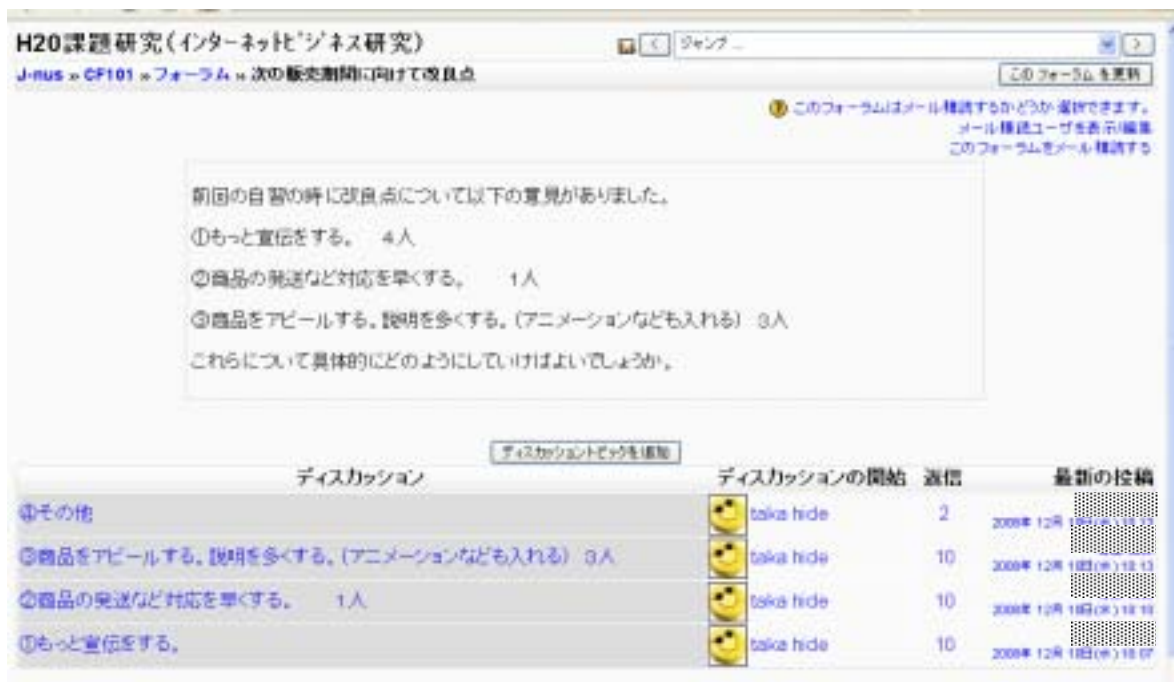 H20課題研究(インターネットビジネス研究)
ジャンプ...
J-nus » CF101 » フォーラム » 次の販売期間に向けて改良点
このフォーラムを更新
このフォーラムはメール購読するかどうか選択できます。
メール購読ユーザを表示/編集
このフォーラムをメール購読する
前回の自習の時に改良点について以下の意見がありました。
①もっと宣伝をする。 4人
②商品の発送など対応を早くする。 1人
③商品をアピールする。説明を多くする。(アニメーションなども入れる) 3人
これらについて具体的にどのようにしていけばよいでしょうか。
ディスカッショントピックを追加
ディスカッション ディスカッションの開始 返信 最新の投稿
④その他 taka hide 2 12月
③商品をアピールする。説明を多くする。(アニメーションなども入れる) 3人 taka hide 10 12月
②商品の発送など対応を早くする。 1人 taka hide 10 12月
①もっと宣伝をする。 taka hide 10 12月